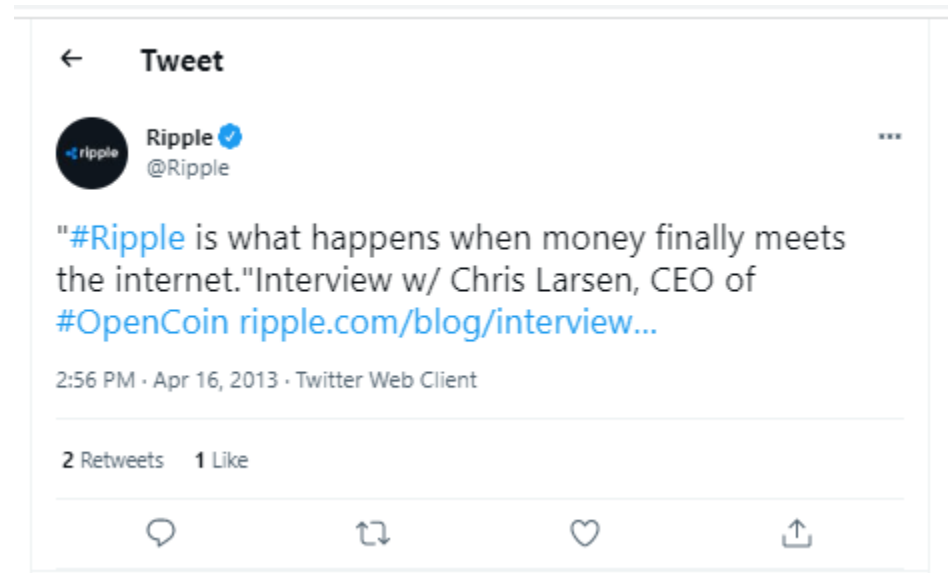 Tweet
ripple
Ripple
@Ripple
"#Ripple is what happens when money finally meets
the internet."Interview w/ Chris Larsen, CEO of
#OpenCoin ripple.com/blog/interview...
2:56 PM · Apr 16, 2013 · Twitter Web Client
2 Retweets 1 Like